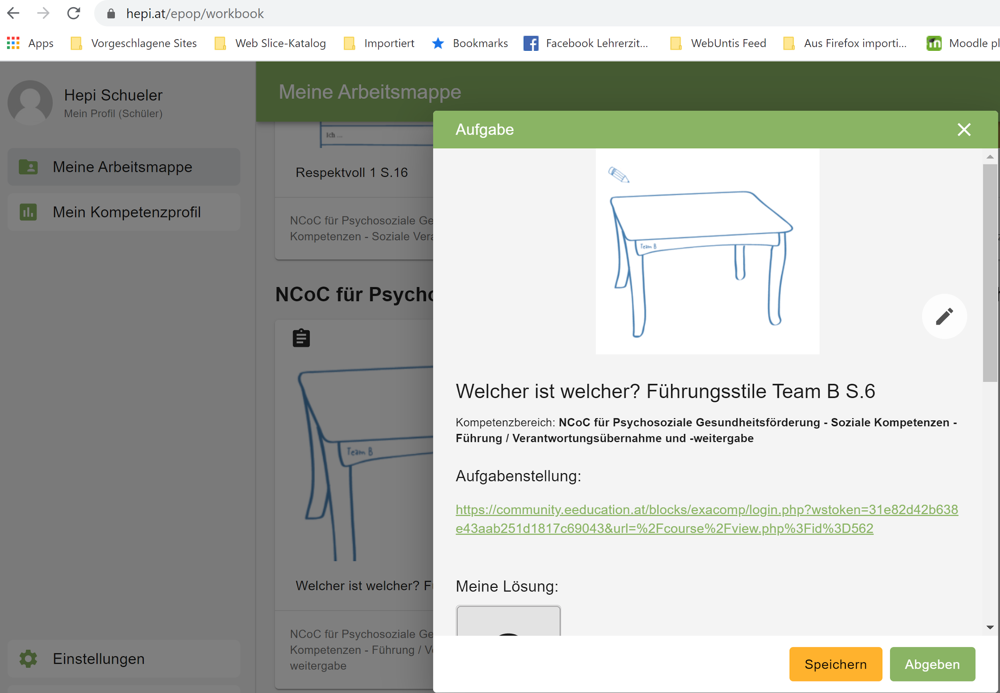 hepi.at/epop/workbook
Apps Vorgeschlagene Sites Web Slice-Katalog Importiert Bookmarks Facebook Lehrerzit... WebUntis Feed Aus Firefox importi... Moodle pl
Hepi Schueler
Mein Profil (Schüler)
Meine Arbeitsmappe
Mein Kompetenzprofil
Einstellungen
Meine Arbeitsmappe
Ich ...
Respektvoll 1 S.16
NCoC für Psychosoziale Ge
Kompetenzen - Soziale Vera
NCoC für Psycho
Team B
Welcher ist welcher? F
NCoC für Psychosoziale Ge
Kompetenzen - Führung / V
weitergabe
Aufgabe
Team B
Welcher ist welcher? Führungsstile Team B S.6
Kompetenzbereich: NCoC für Psychosoziale Gesundheitsförderung - Soziale Kompetenzen -
Führung / Verantwortungsübernahme und -weitergabe
Aufgabenstellung:
https://community.eeducation.at/blocks/exacomp/login.php?wstoken=31e82d42b638
e43aab251d1817c69043&url=%2Fcourse%2Fview.php%3Fid%3D562
Meine Lösung:
Speichern
Abgeben